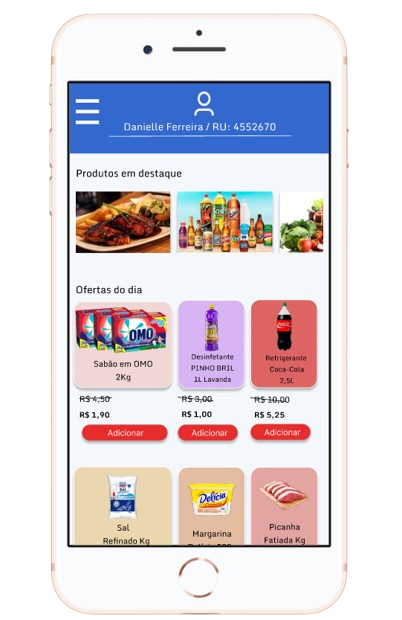 Danielle Ferreira / RU: 4552670
Produtos em destaque
Ofertas do dia
OMO
Sabão em OMO
2Kg
Desinfetante
PINHO BRIL
1L Lavanda
Refrigerante
Coca-Cola
2,5L
R$ 4,50
R$ 3,00
R$ 10,00
R$ 1,90
R$ 1,00
R$ 5,25
Adicionar
Adicionar
Adicionar
Delícia
Sal
Refinado Kg
Margarina
Picanha
Fatiada Kg